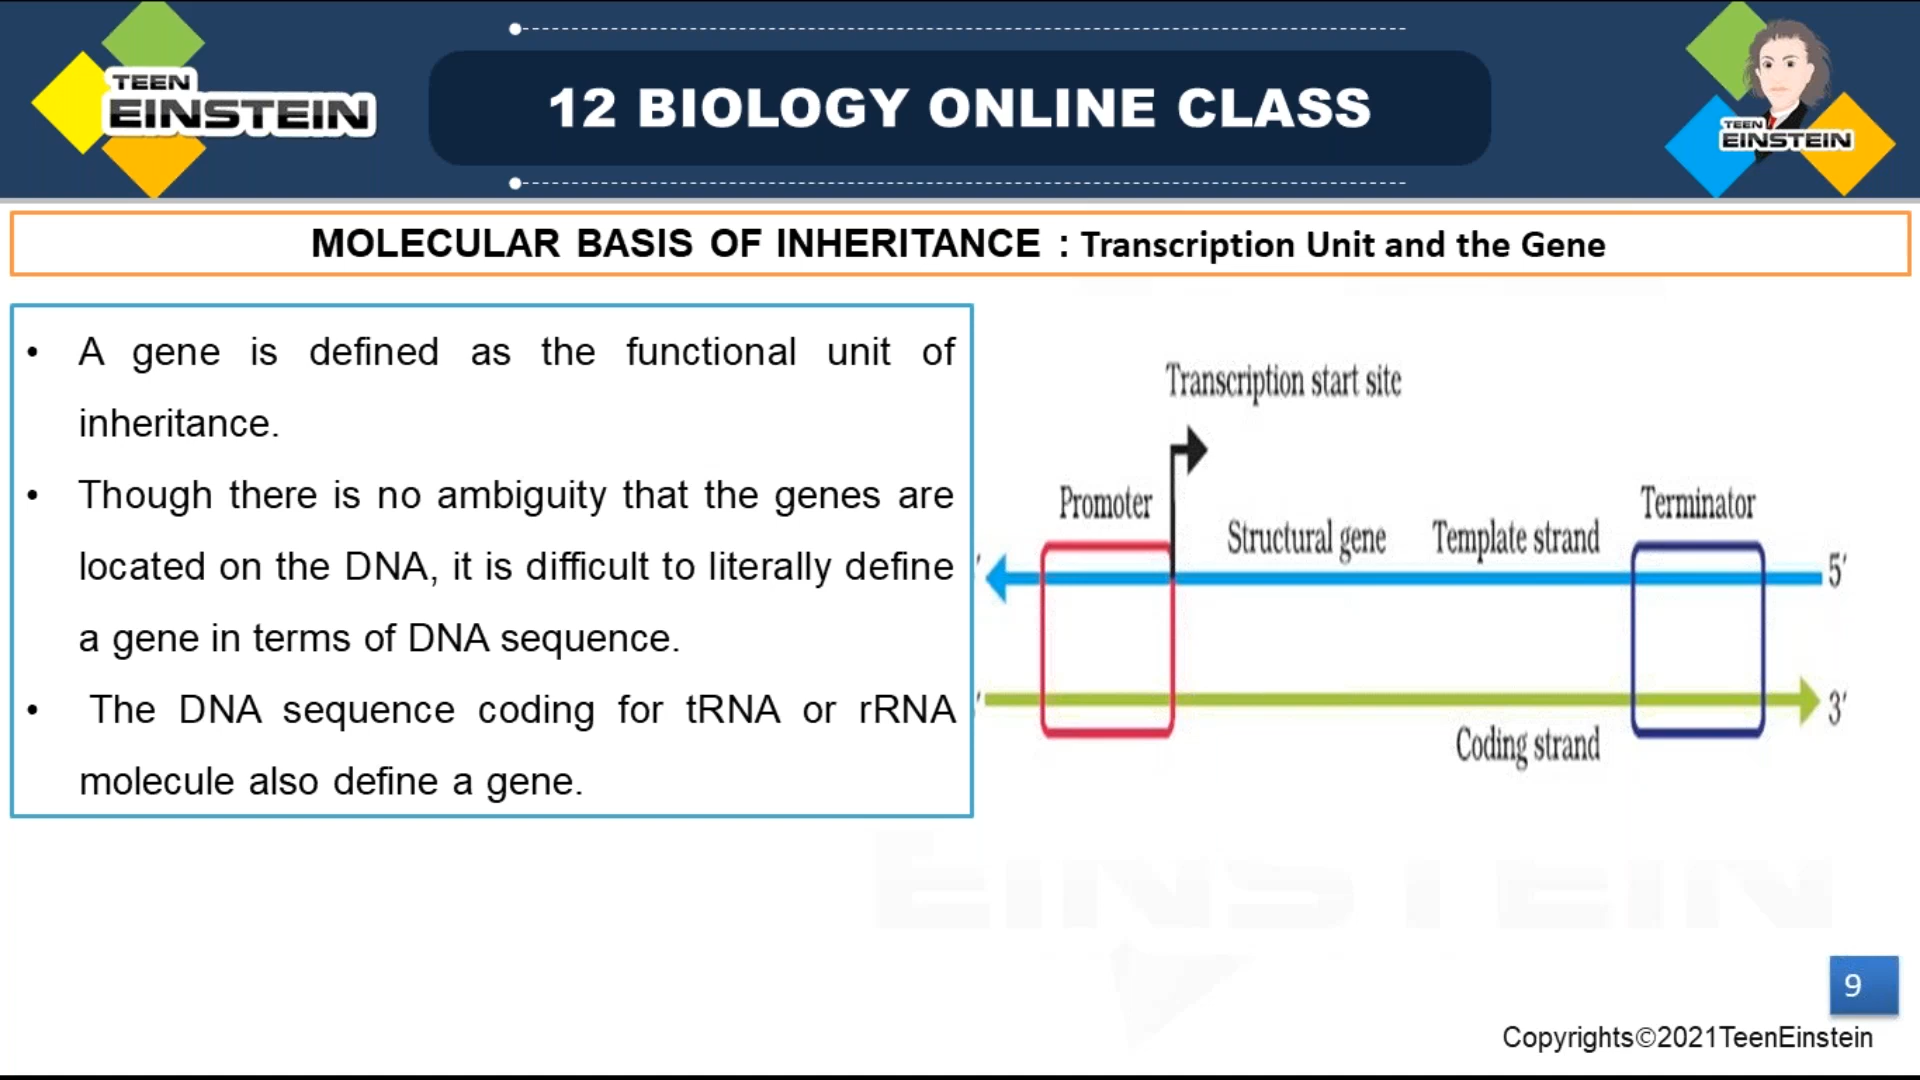 TEEN
EINSTEIN
12 BIOLOGY ONLINE CLASS
TEEN
EINSTEIN
MOLECULAR BASIS OF INHERITANCE : Transcription Unit and the Gene
• A gene is defined as the functional unit of
inheritance.
• Though there is no ambiguity that the genes are
located on the DNA, it is difficult to literally define
a gene in terms of DNA sequence.
• The DNA sequence coding for tRNA or rRNA
molecule also define a gene.
Transcription start site
Promoter
Structural gene
Template strand
Terminator
′
5′
′
3′
Coding strand
EINSTEIN
9
Copyrights©2021TeenEinstein